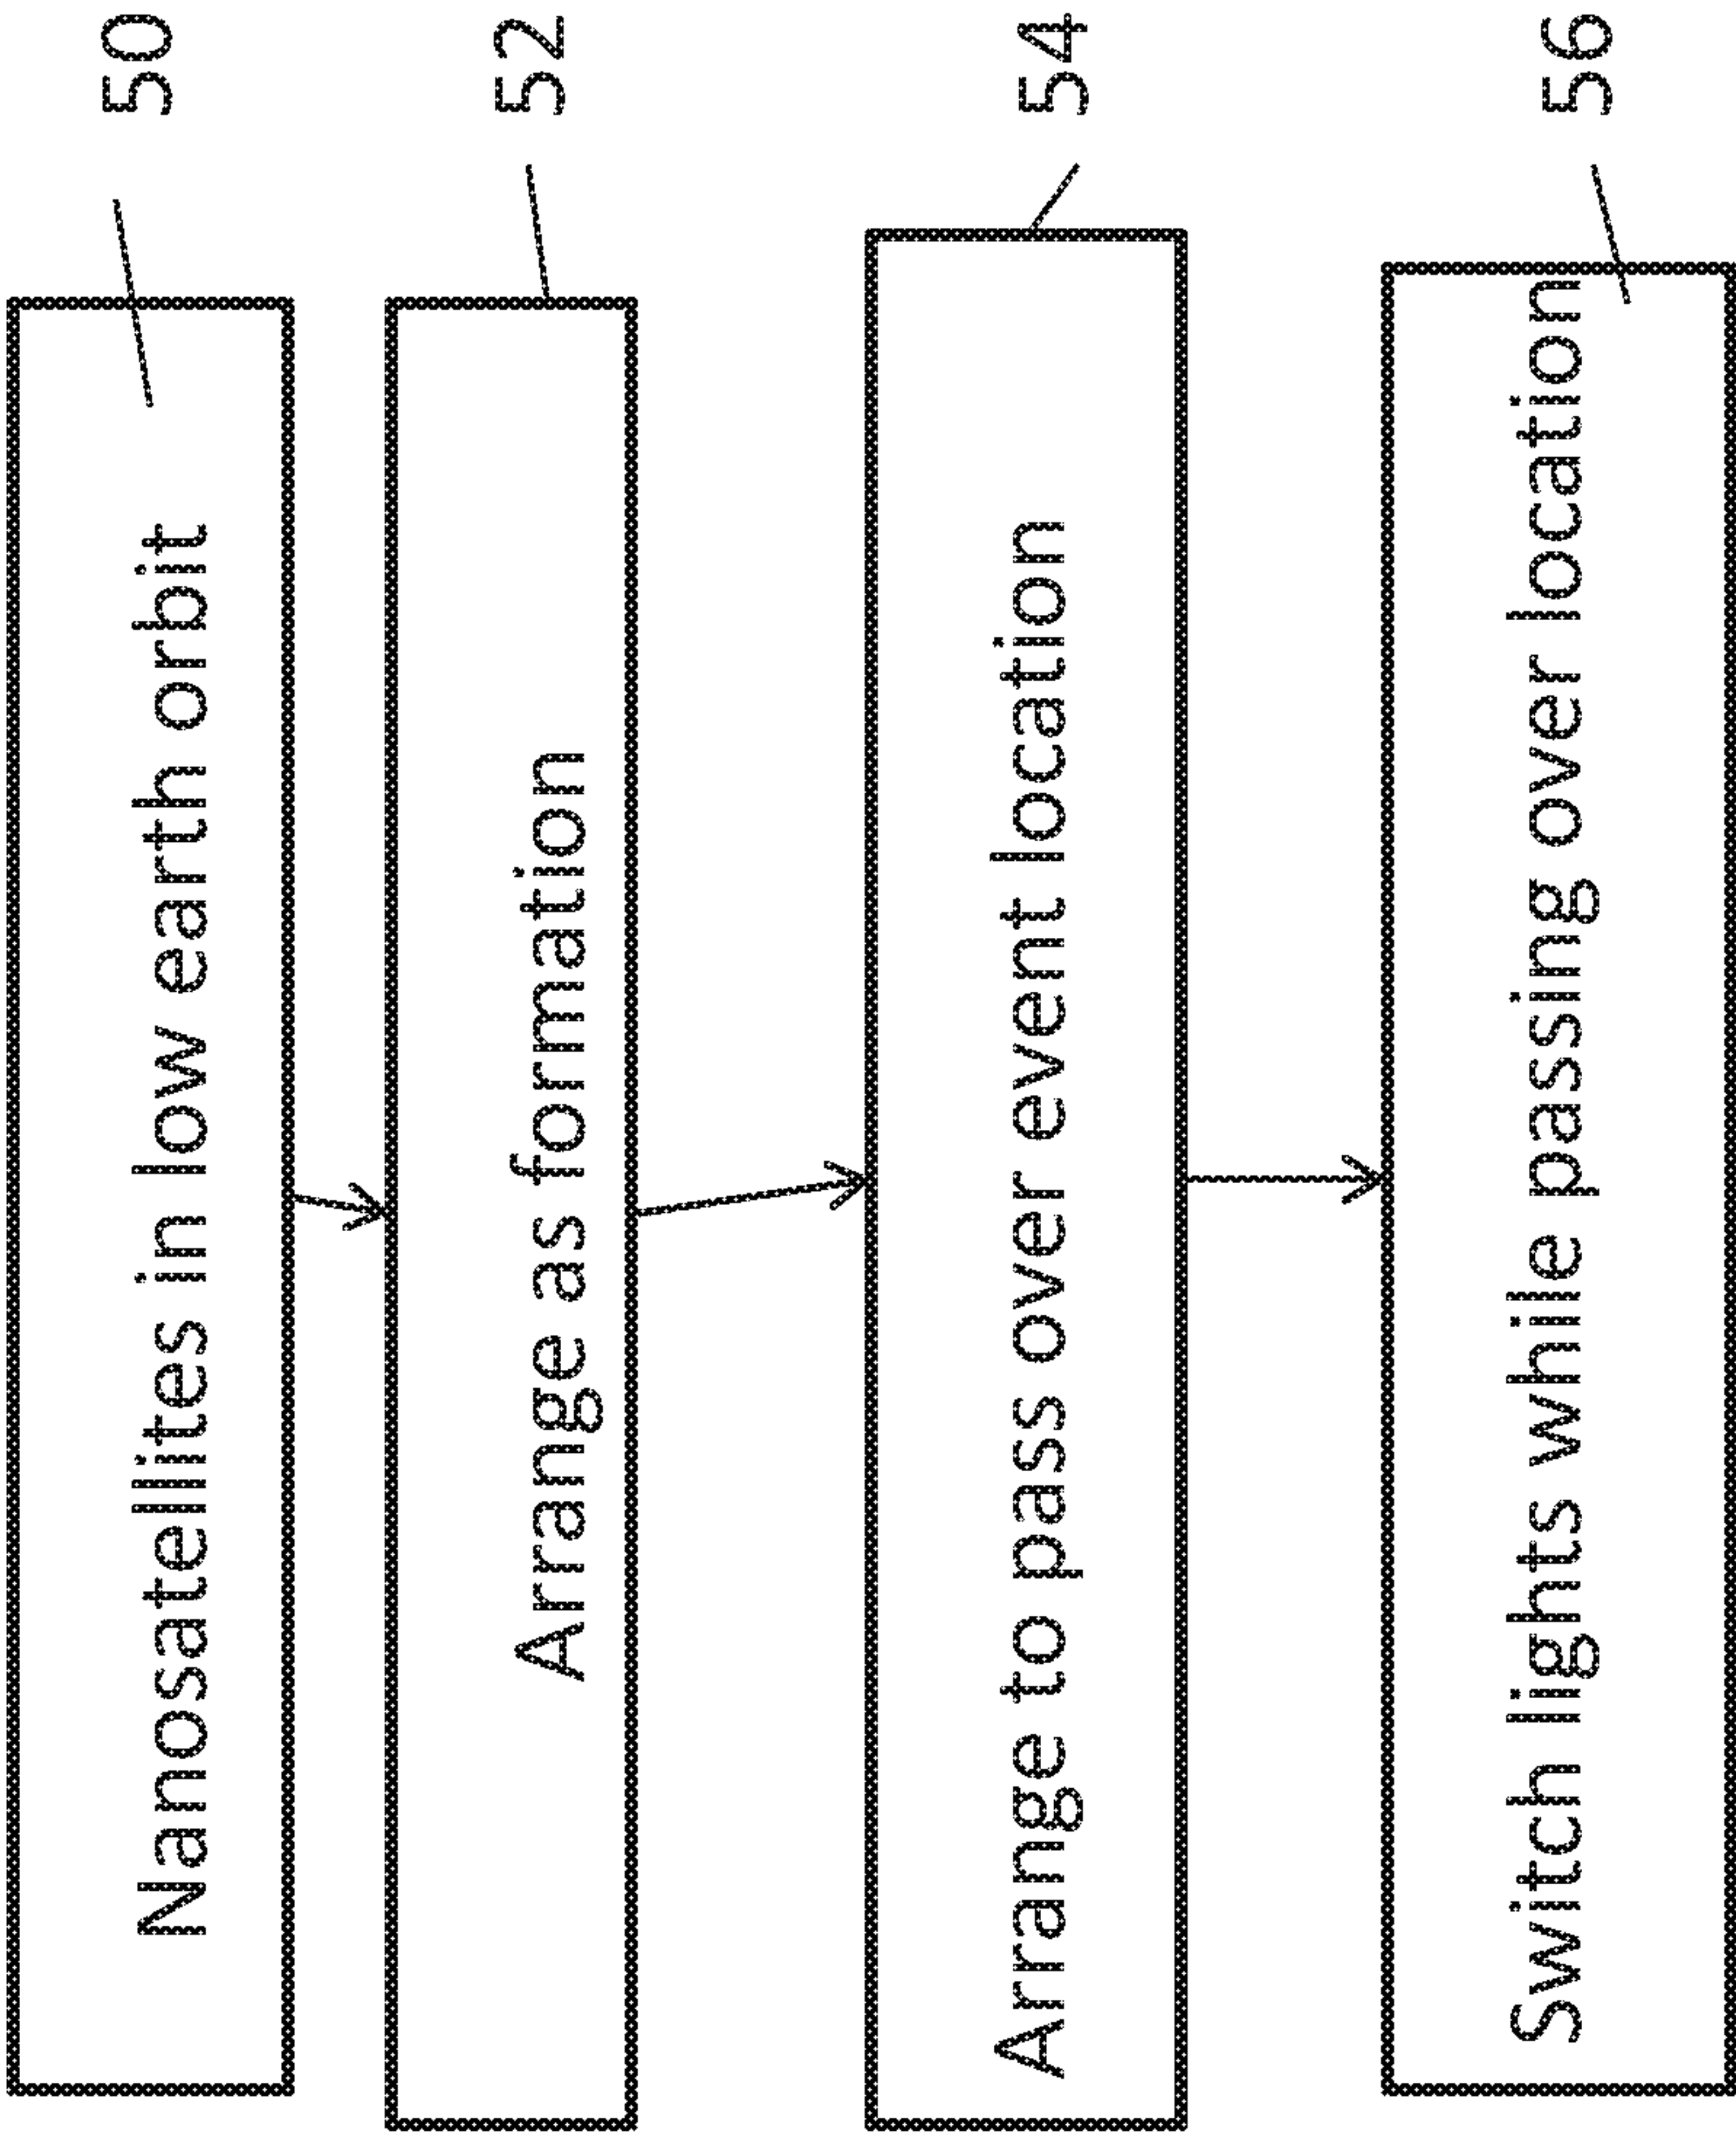 Nanosatellites in low earth orbit
50
Arrange as formation
52
Arrange to pass over event location
54
Switch lights while passing over location
56